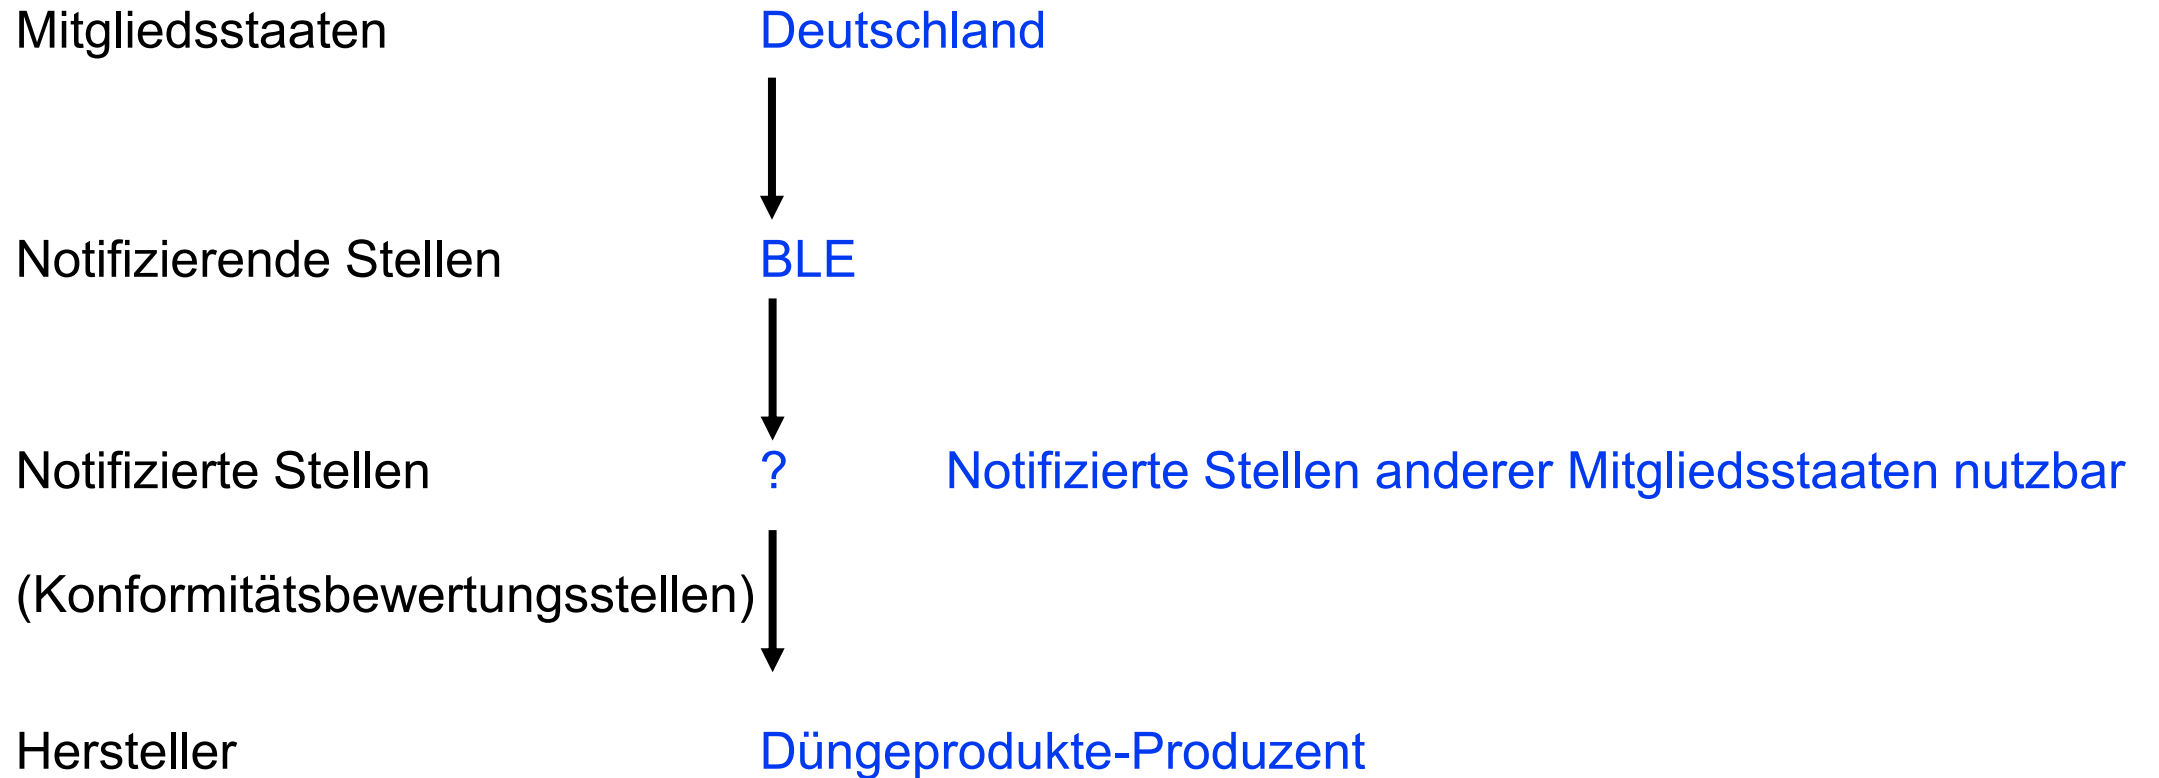 Mitgliedsstaaten Deutschland
Notifizierende Stellen BLE
Notifizierte Stellen ? Notifizierte Stellen anderer Mitgliedsstaaten nutzbar
(Konformitätsbewertungsstellen)
Hersteller Düngeprodukte-Produzent